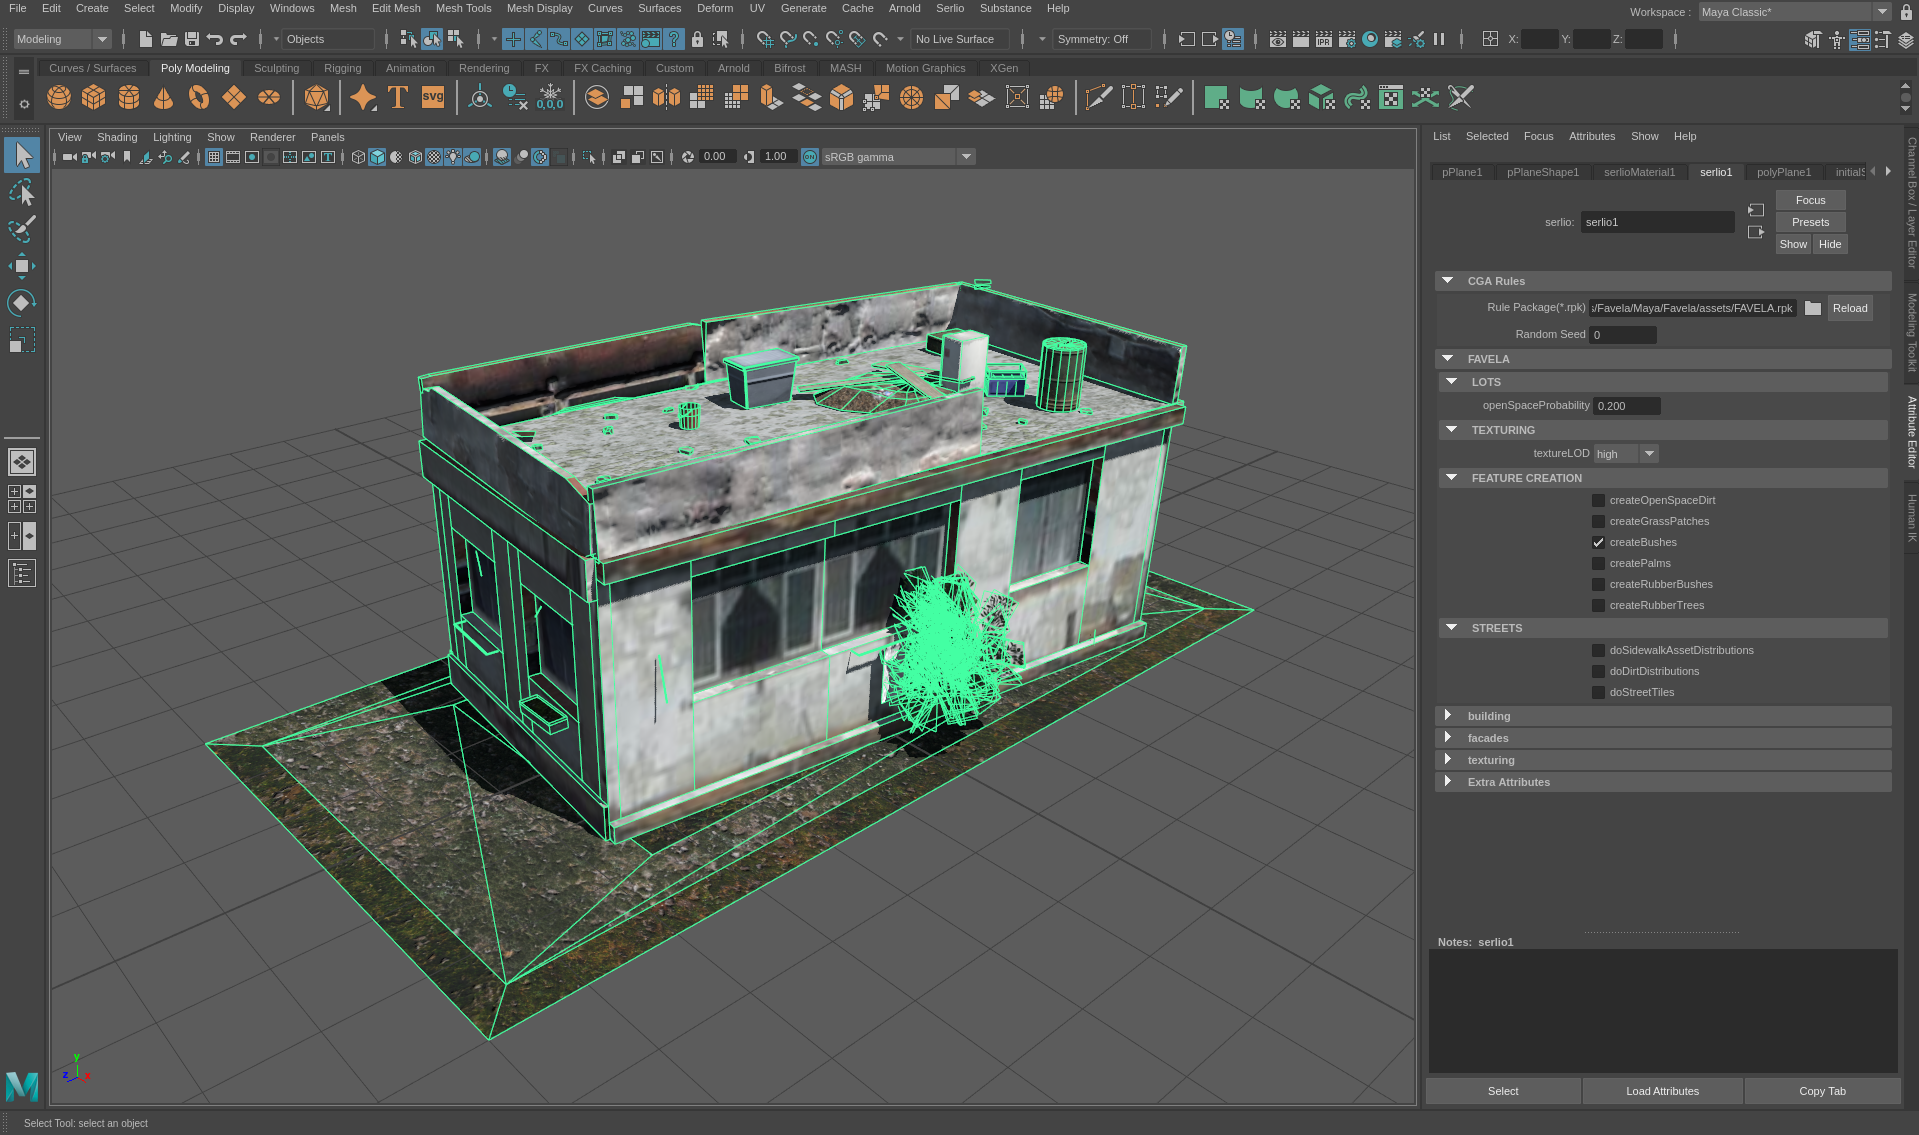 File Edit Create Select Modify Display Windows Mesh Edit Mesh Mesh Tools Mesh Display Curves Surfaces Deform UV Generate Cache Arnold Serlio Substance Help
Workspace : Maya Classic*
Modeling Objects No Live Surface Symmetry: Off X: Y: Z:
Curves / Surfaces Poly Modeling Sculpting Rigging Animation Rendering FX FX Caching Custom Arnold Bifrost MASH Motion Graphics XGen
T svg 0,0,0
View Shading Lighting Show Renderer Panels
0.00 1.00 ON sRGB gamma
List Selected Focus Attributes Show Help
pPlane1 pPlaneShape1 serlioMaterial1 serlio1 polyPlane1 initialS
Focus
serlio: serlio1 Presets
Show Hide
CGA Rules
Rule Package(*.rpk) /Favela/Maya/Favela/assets/FAVELA.rpk Reload
Random Seed 0
FAVELA
LOTS
openSpaceProbability 0.200
TEXTURING
textureLOD high
FEATURE CREATION
createOpenSpaceDirt
createGrassPatches
createBushes
createPalms
createRubberBushes
createRubberTrees
STREETS
doSidewalkAssetDistributions
doDirtDistributions
doStreetTiles
building
facades
texturing
Extra Attributes
Notes: serlio1
Select Load Attributes Copy Tab
Channel Box / Layer Editor
Modeling Toolkit
Attribute Editor
Human IK
y
z x
M
Select Tool: select an object